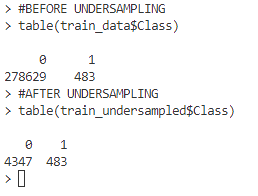 > #BEFORE UNDERSAMPLING
> table(train_data$Class)
0 1
278629 483
> #AFTER UNDERSAMPLING
> table(train_undersampled$Class)
0 1
4347 483
>